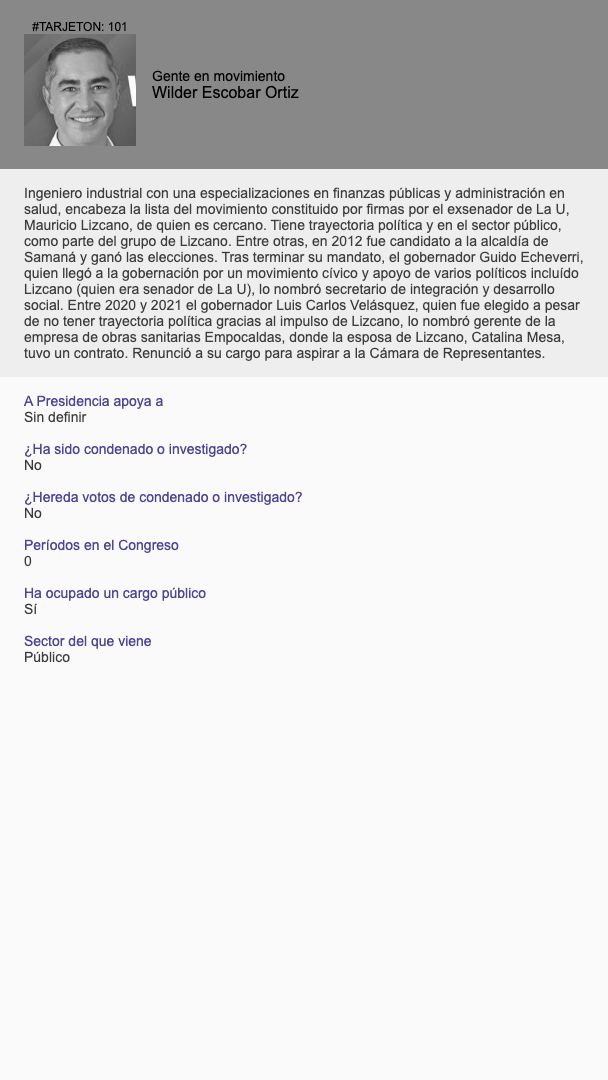 #TARJETON: 101
Gente en movimiento
Wilder Escobar Ortiz
Ingeniero industrial con una especializaciones en finanzas públicas y administración en
salud, encabeza la lista del movimiento constituido por firmas por el exsenador de La U,
Mauricio Lizcano, de quien es cercano. Tiene trayectoria política y en el sector público,
como parte del grupo de Lizcano. Entre otras, en 2012 fue candidato a la alcaldía de
Samaná y ganó las elecciones. Tras terminar su mandato, el gobernador Guido Echeverri,
quien llegó a la gobernación por un movimiento cívico y apoyo de varios políticos incluído
Lizcano (quien era senador de La U), lo nombró secretario de integración y desarrollo
social. Entre 2020 y 2021 el gobernador Luis Carlos Velásquez, quien fue elegido a pesar
de no tener trayectoria política gracias al impulso de Lizcano, lo nombró gerente de la
empresa de obras sanitarias Empocaldas, donde la esposa de Lizcano, Catalina Mesa,
tuvo un contrato. Renunció a su cargo para aspirar a la Cámara de Representantes.
A Presidencia apoya a
Sin definir
¿Ha sido condenado o investigado?
No
¿Hereda votos de condenado o investigado?
No
Períodos en el Congreso
0
Ha ocupado un cargo público
Sí
Sector del que viene
Público